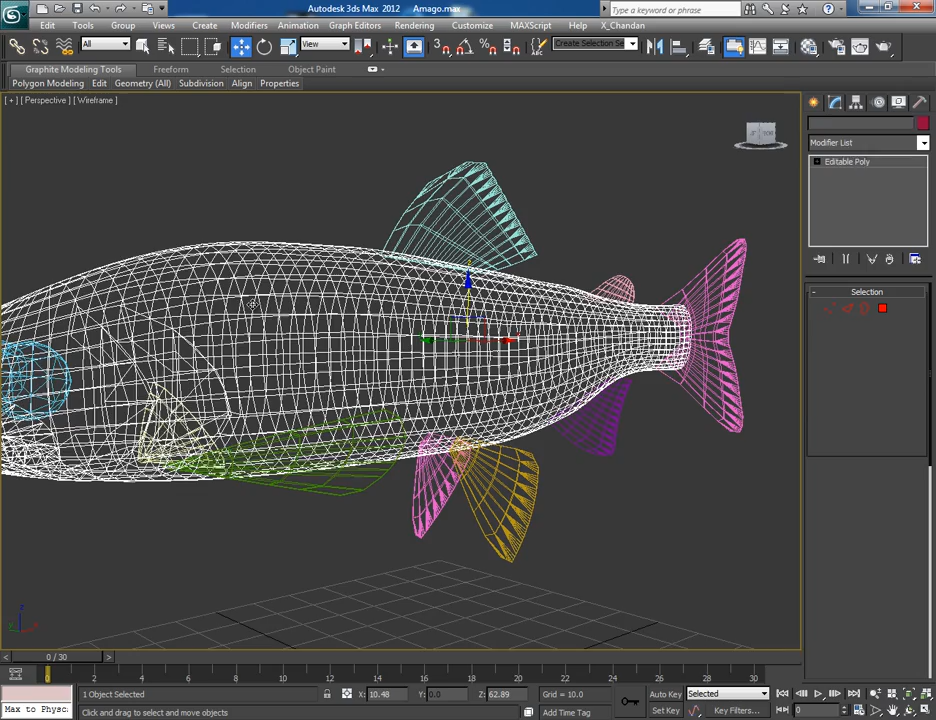 Autodesk 3ds Max 2012 Amago.max
Type a keyword or phrase
Edit Tools Group Views Create Modifiers Animation Graph Editors Rendering Customize MAXScript Help X_Chandan
All View Create Selection Se
Graphite Modeling Tools Freeform Selection Object Paint
Polygon Modeling Edit Geometry (All) Subdivision Align Properties
[ + ] [ Perspective ] [ Wireframe ]
Modifier List
Editable Poly
- Selection
< 0 / 30 >
0 2 4 6 8 10 12 14 16 18 20 22 24 26 28 30
1 Object Selected X: 10.48 Y: 0.0 Z: 62.89 Grid = 10.0 Auto Key Selected
Max to Physc Click and drag to select and move objects Add Time Tag Set Key Key Filters... 0